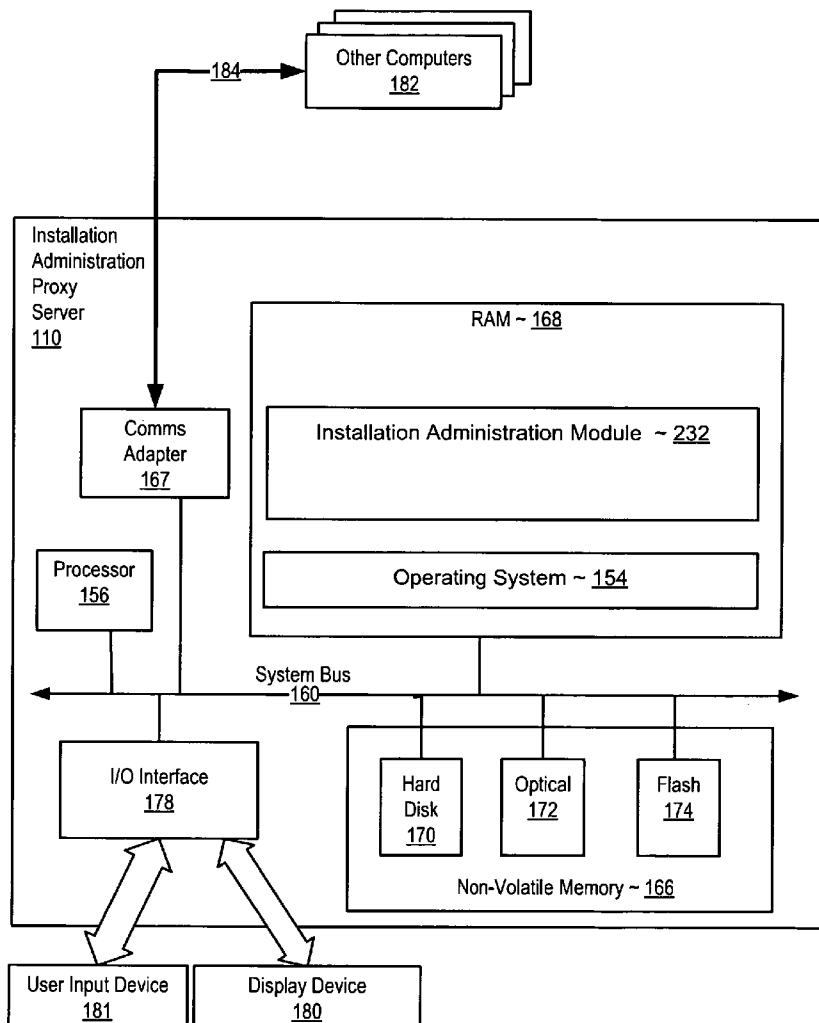 Other Computers
182
184
Installation
Administration
Proxy
Server
110
RAM ~ 168
Comms
Adapter
167
Installation Administration Module ~ 232
Processor
156
Operating System ~ 154
System Bus
160
I/O Interface
178
Hard
Disk
170
Optical
172
Flash
174
Non-Volatile Memory ~ 166
User Input Device
181
Display Device
180